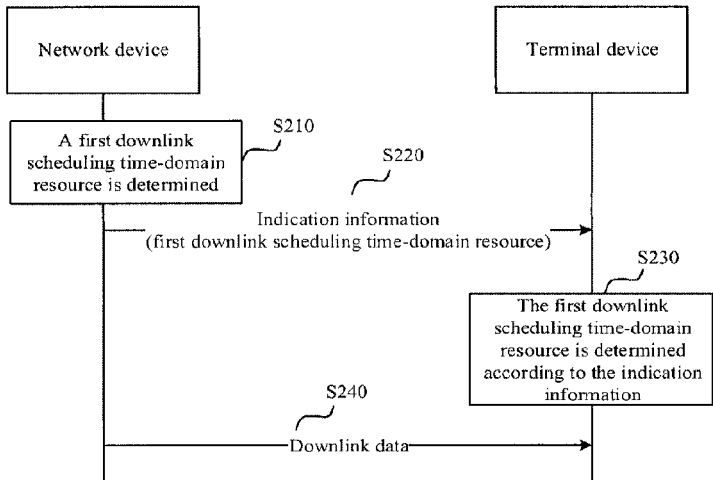 Network device
Terminal device
A first downlink
scheduling time-domain
resource is determined
S210
S220
Indication information
(first downlink scheduling time-domain resource)
S230
The first downlink
scheduling time-domain
resource is determined
according to the indication
information
S240
Downlink data